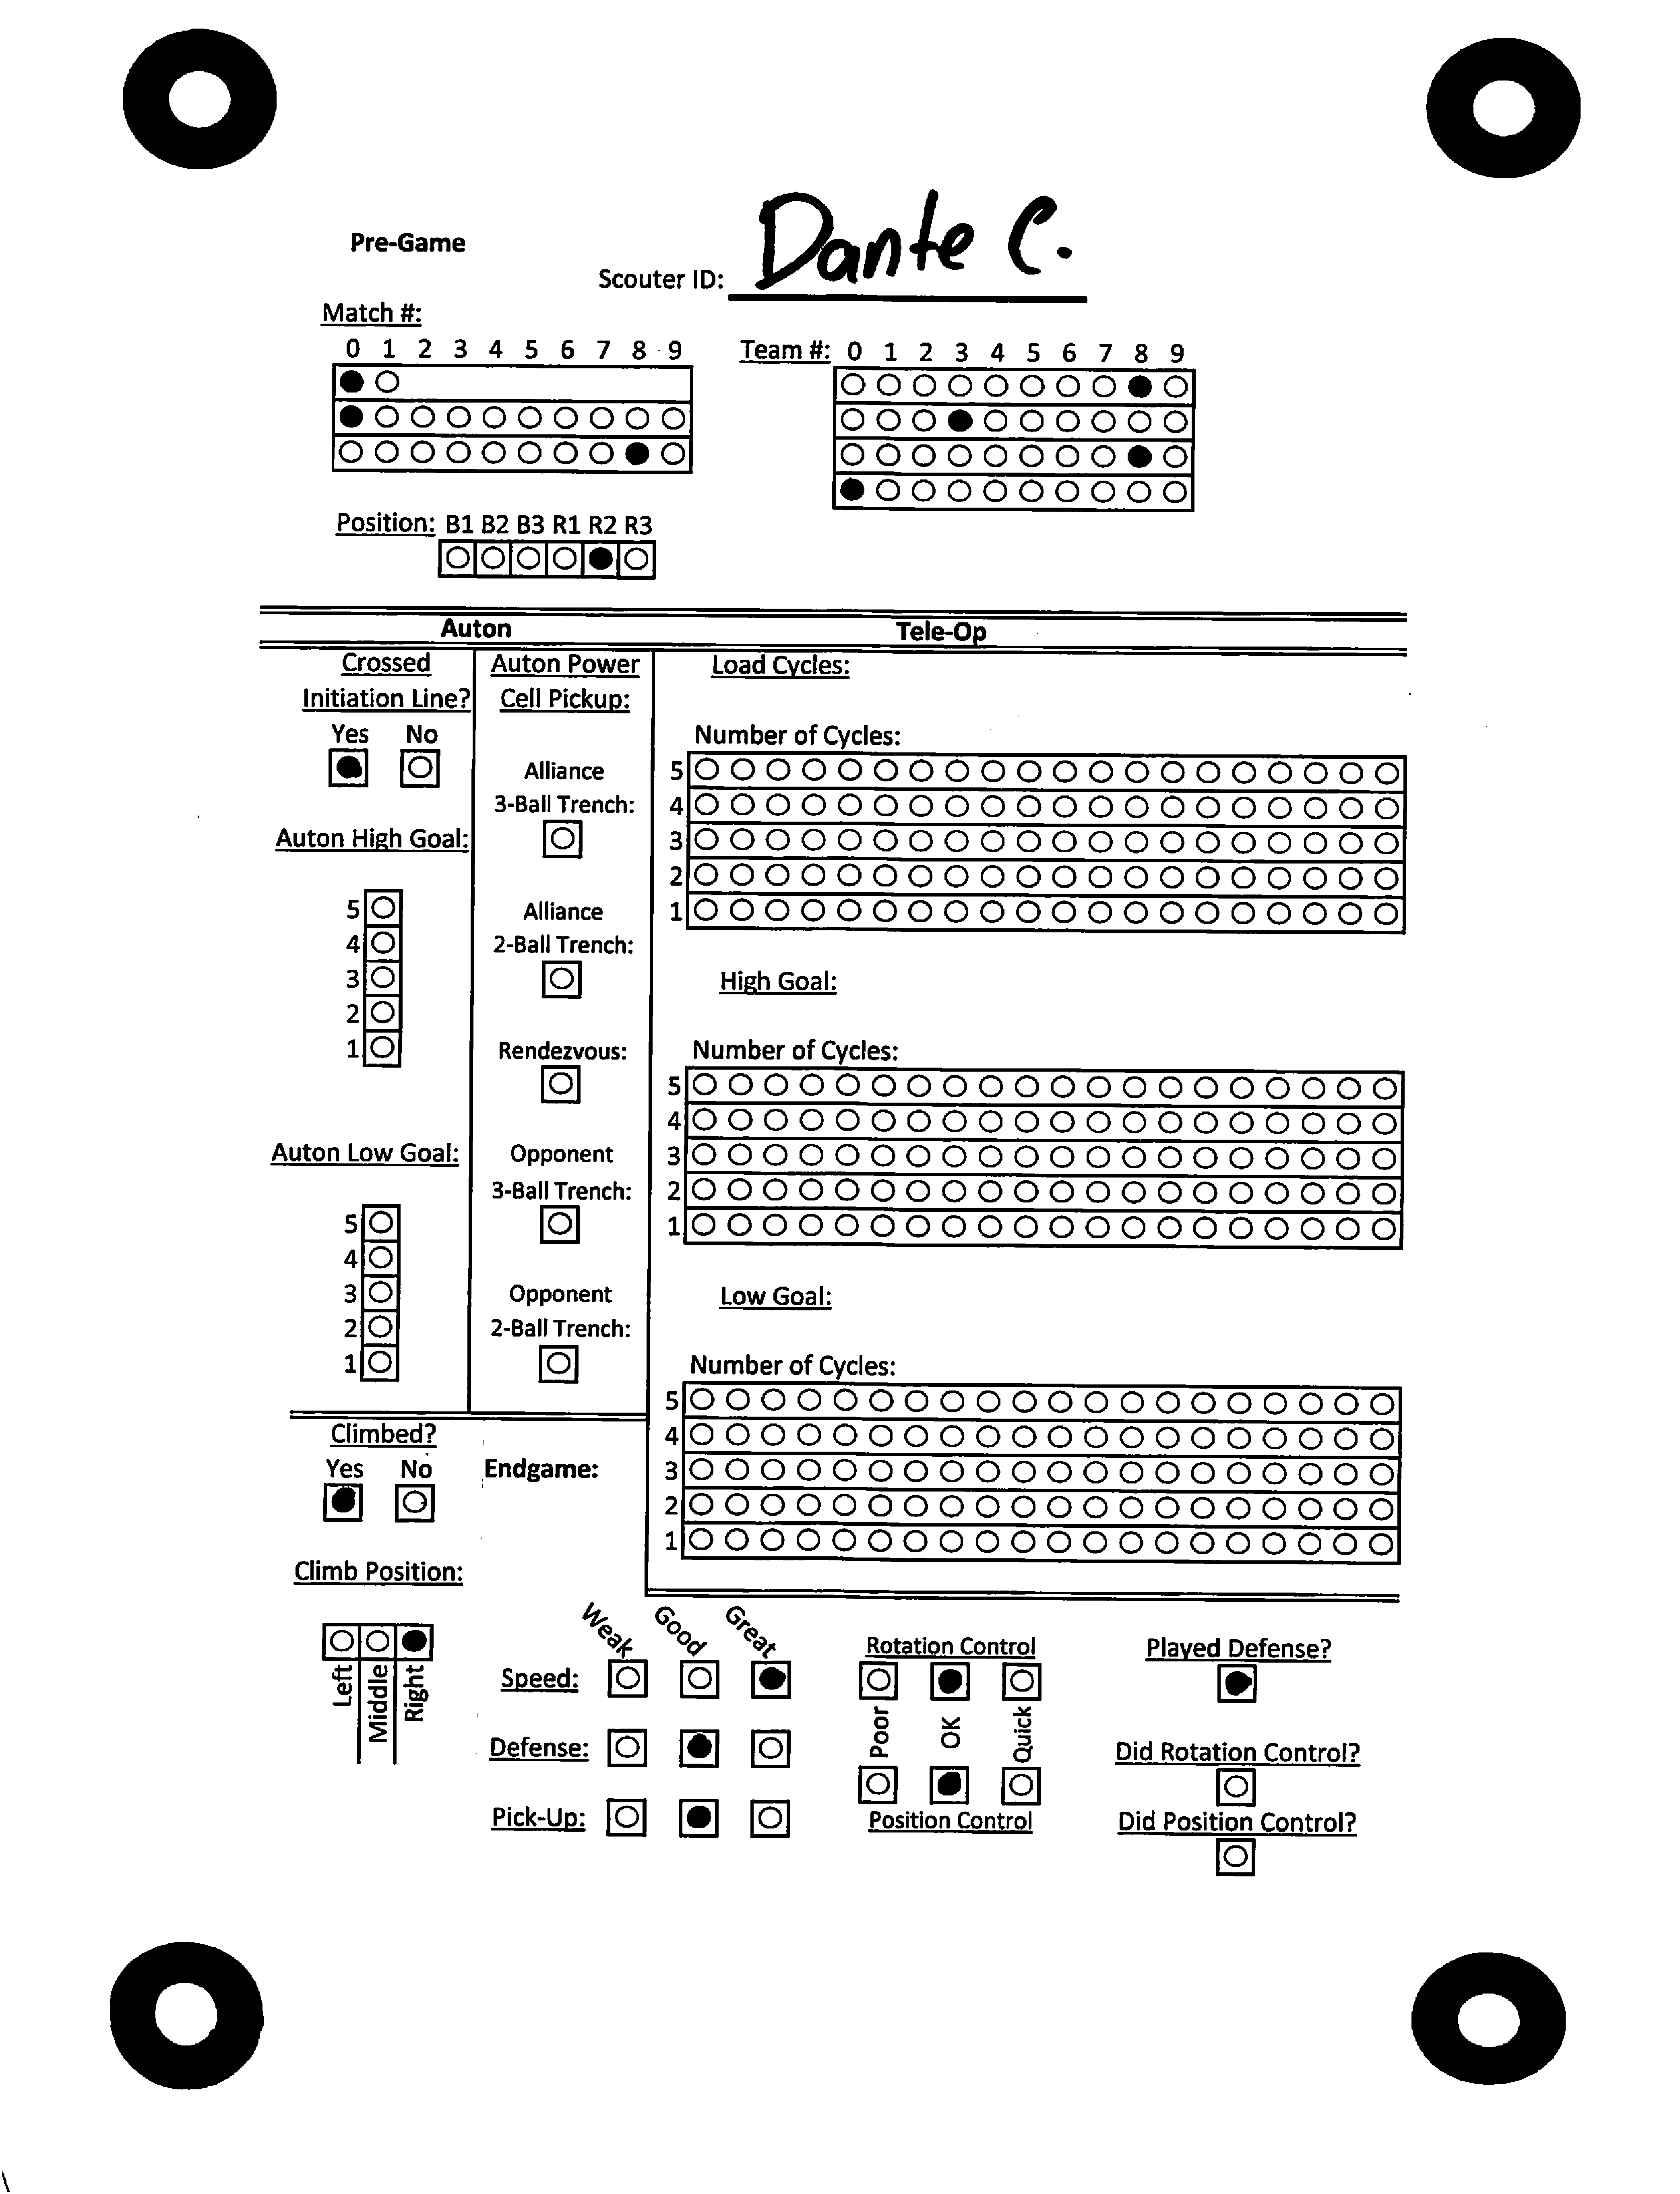 Pre-Game
Scouter ID: Dante C.
Match #:
0 1 2 3 4 5 6 7 8 9
Team #: 0 1 2 3 4 5 6 7 8 9
Position: B1 B2 B3 R1 R2 R3
Auton
Tele-Op
Crossed
Initiation Line?
Yes No
Auton High Goal:
5
4
3
2
1
Auton Low Goal:
5
4
3
2
1
Auton Power
Cell Pickup:
Alliance
3-Ball Trench:
Alliance
2-Ball Trench:
Rendezvous:
Opponent
3-Ball Trench:
Opponent
2-Ball Trench:
Load Cycles:
Number of Cycles:
5
4
3
2
1
High Goal:
Number of Cycles:
5
4
3
2
1
Low Goal:
Number of Cycles:
5
4
3
2
1
Climbed?
Yes No
Endgame:
Climb Position:
Left
Middle
Right
Weak Good Great
Speed:
Defense:
Pick-Up:
Rotation Control
Poor OK Quick
Position Control
Played Defense?
Did Rotation Control?
Did Position Control?